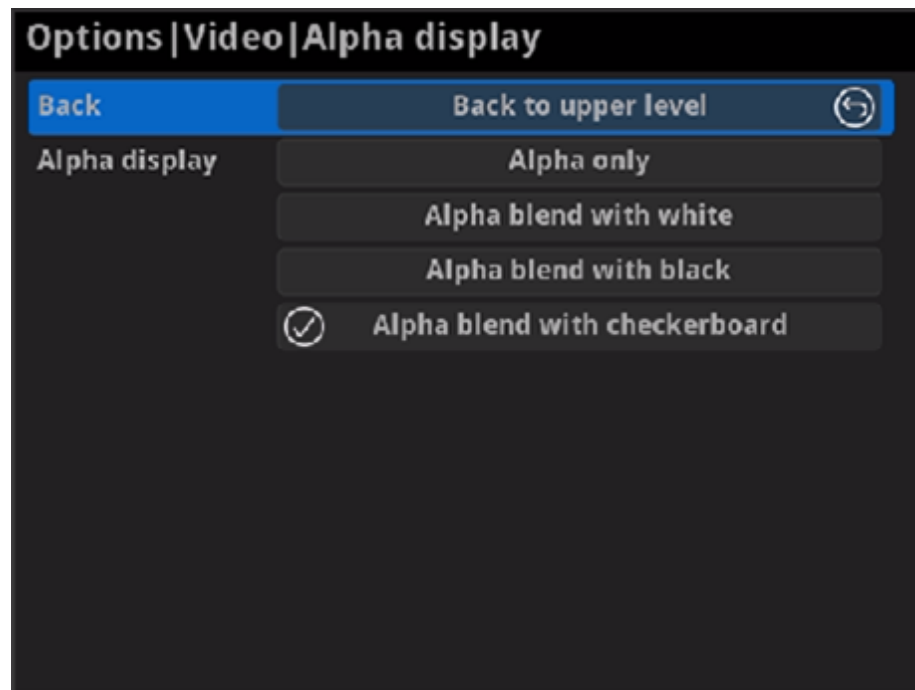 Options|Video|Alpha display
Back Back to upper level
Alpha display Alpha only
Alpha blend with white
Alpha blend with black
Alpha blend with checkerboard